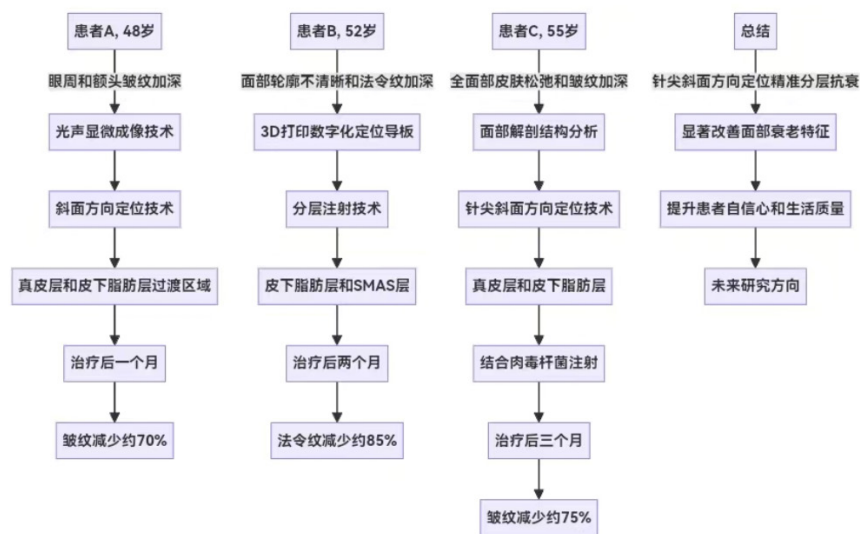 患者A, 48岁
眼周和额头皱纹加深
光声显微成像技术
斜面方向定位技术
真皮层和皮下脂肪层过渡区域
治疗后一个月
皱纹减少约70%
患者B, 52岁
面部轮廓不清晰和法令纹加深
3D打印数字化定位导板
分层注射技术
皮下脂肪层和SMAS层
治疗后两个月
法令纹减少约85%
患者C, 55岁
全面部皮肤松弛和皱纹加深
面部解剖结构分析
针尖斜面方向定位技术
真皮层和皮下脂肪层
结合肉毒杆菌注射
治疗后三个月
皱纹减少约75%
总结
针尖斜面方向定位精准分层抗衰
显著改善面部衰老特征
提升患者自信心和生活质量
未来研究方向